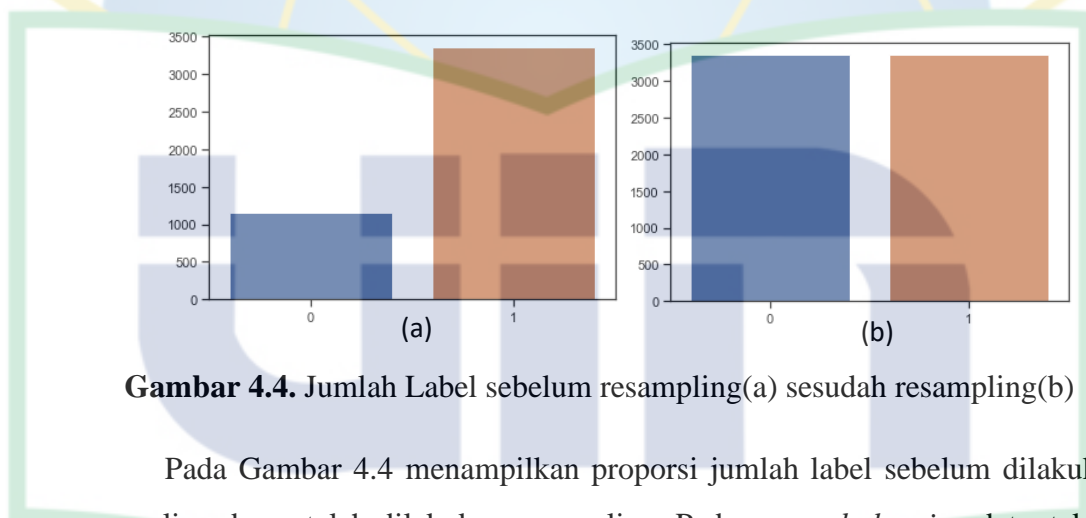 3500 3500
3000 3000
2500 2500
2000 2000
1500 1500
1000 1000
500 500
0 0
0 1 0 1
(a) (b)
Gambar 4.4. Jumlah Label sebelum resampling(a) sesudah resampling(b)
Pada Gambar 4.4 menampilkan proporsi jumlah label sebelum